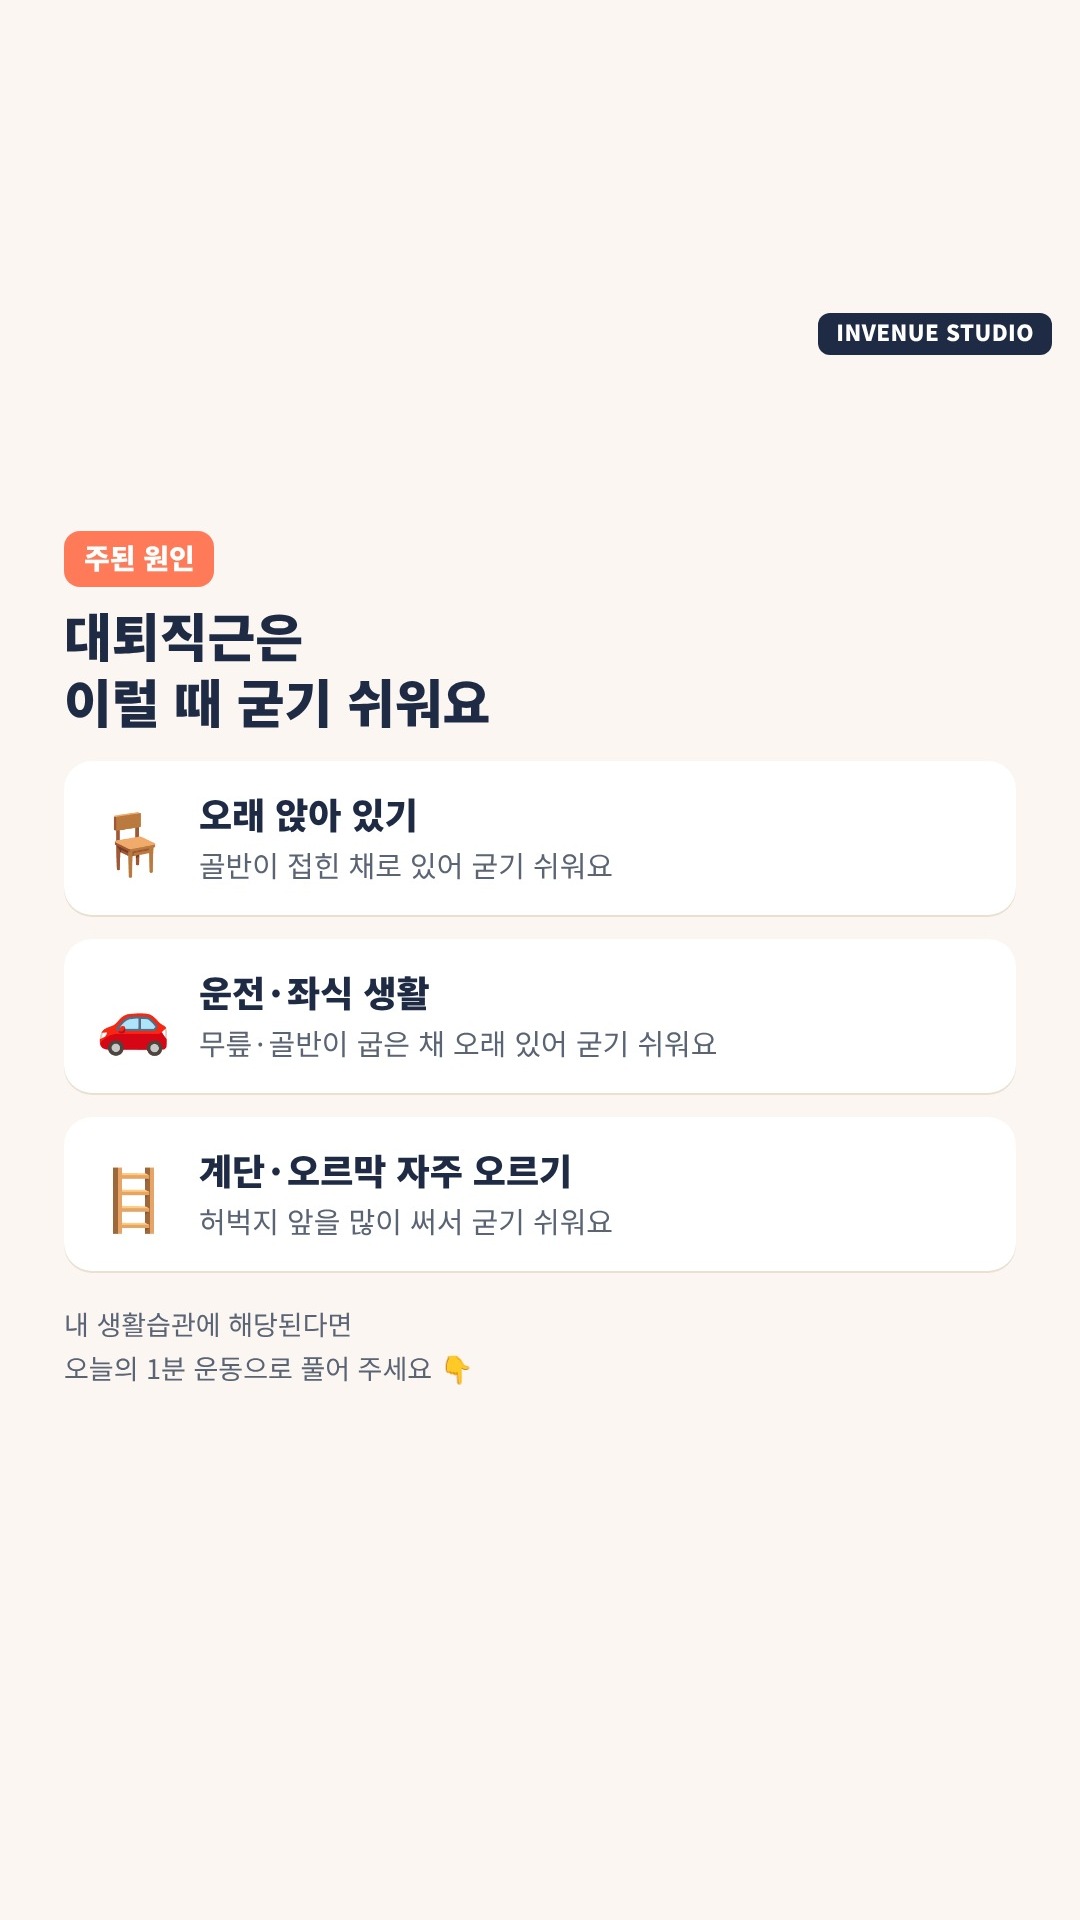 INVENUE STUDIO
주된 원인
대퇴직근은
이럴 때 굳기 쉬워요
오래 앉아 있기
골반이 접힌 채로 있어 굳기 쉬워요
운전·좌식 생활
무릎·골반이 굽은 채 오래 있어 굳기 쉬워요
계단·오르막 자주 오르기
허벅지 앞을 많이 써서 굳기 쉬워요
내 생활습관에 해당된다면
오늘의 1분 운동으로 풀어 주세요 👇